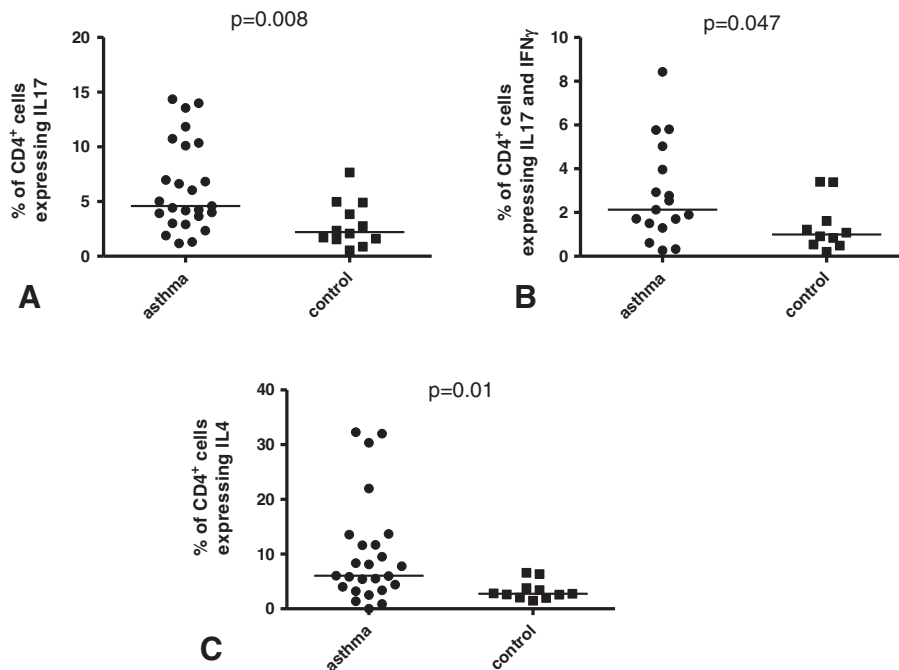 p=0.008
% of CD4⁺ cells
expressing IL17
20
15
10
5
0
asthma
control
A
p=0.047
% of CD4⁺ cells
expressing IL17 and IFNγ
10
8
6
4
2
0
asthma
control
B
p=0.01
% of CD4⁺ cells
expressing IL4
40
30
20
10
0
asthma
control
C